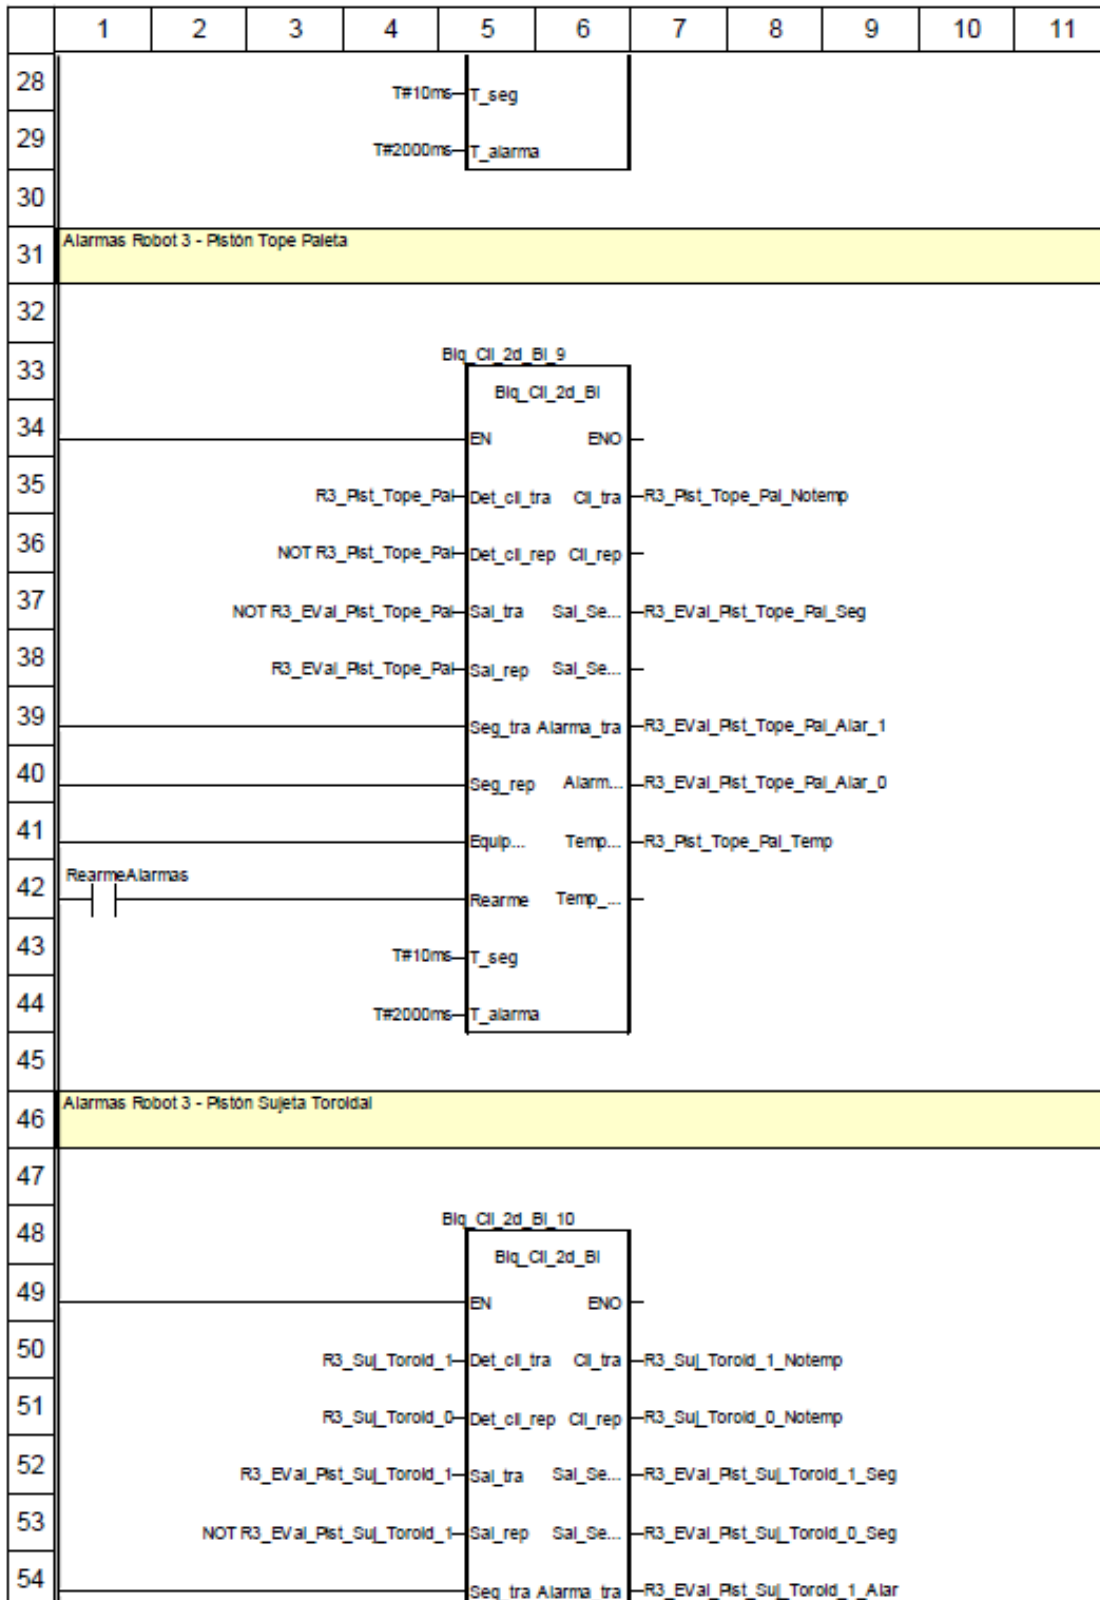 1 2 3 4 5 6 7 8 9 10 11
28 T#10ms T_seg
29 T#2000ms T_alarma
30
31 Alarmas Robot 3 - Pistón Tope Paleta
32
Blq_Cil_2d_Bi_9
33 Blq_Cil_2d_Bi
34 EN ENO
35 R3_Pist_Tope_Pal Det_cil_tra Cil_tra R3_Pist_Tope_Pal_Notemp
36 NOT R3_Pist_Tope_Pal Det_cil_rep Cil_rep
37 NOT R3_EVal_Pist_Tope_Pal Sal_tra Sal_Se... R3_EVal_Pist_Tope_Pal_Seg
38 R3_EVal_Pist_Tope_Pal Sal_rep Sal_Se...
39 Seg_tra Alarma_tra R3_EVal_Pist_Tope_Pal_Alar_1
40 Seg_rep Alarm... R3_EVal_Pist_Tope_Pal_Alar_0
41 Equip... Temp... R3_Pist_Tope_Pal_Temp
RearmeAlarmas
42 Rearme Temp_...
43 T#10ms T_seg
44 T#2000ms T_alarma
45
46 Alarmas Robot 3 - Pistón Sujeta Toroidal
47
Blq_Cil_2d_Bi_10
48 Blq_Cil_2d_Bi
49 EN ENO
50 R3_Suj_Toroid_1 Det_cil_tra Cil_tra R3_Suj_Toroid_1_Notemp
51 R3_Suj_Toroid_0 Det_cil_rep Cil_rep R3_Suj_Toroid_0_Notemp
52 R3_EVal_Pist_Suj_Toroid_1 Sal_tra Sal_Se... R3_EVal_Pist_Suj_Toroid_1_Seg
53 NOT R3_EVal_Pist_Suj_Toroid_1 Sal_rep Sal_Se... R3_EVal_Pist_Suj_Toroid_0_Seg
54 Seg_tra Alarma_tra R3_EVal_Pist_Suj_Toroid_1_Alar